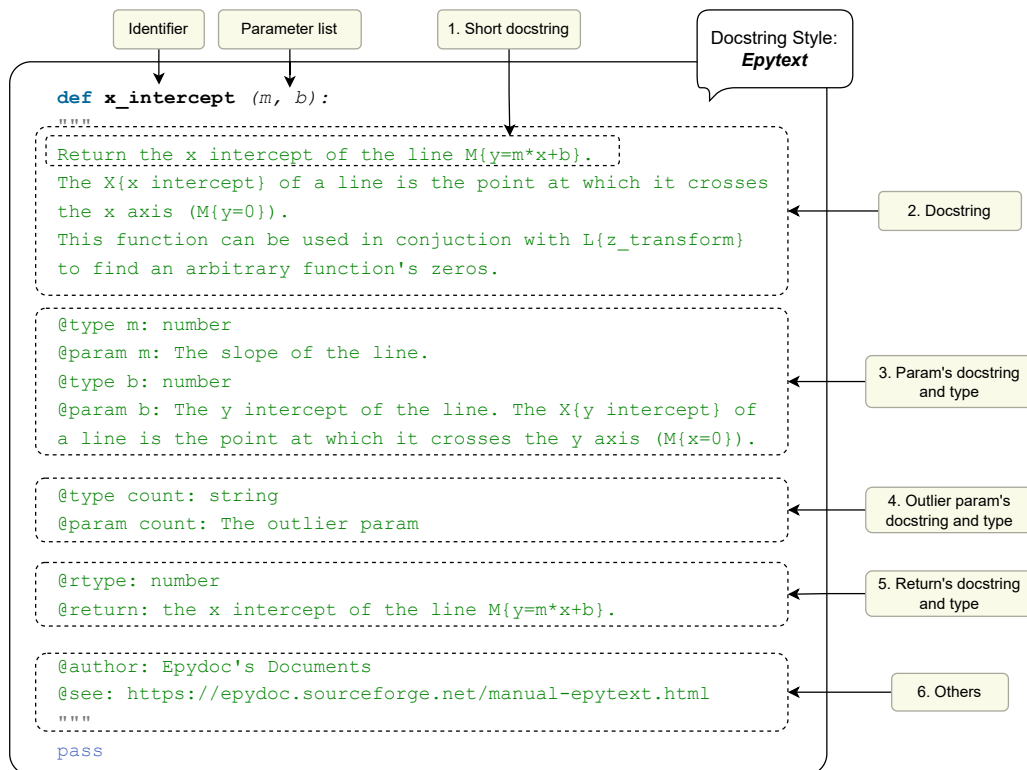 Identifier
Parameter list
1. Short docstring
Docstring Style:
Epytext
def x_intercept (m, b):
"""
Return the x intercept of the line M{y=m*x+b}.
The X{x intercept} of a line is the point at which it crosses
the x axis (M{y=0}).
This function can be used in conjuction with L{z_transform}
to find an arbitrary function's zeros.
2. Docstring
@type m: number
@param m: The slope of the line.
@type b: number
@param b: The y intercept of the line. The X{y intercept} of
a line is the point at which it crosses the y axis (M{x=0}).
3. Param's docstring
and type
@type count: string
@param count: The outlier param
4. Outlier param's
docstring and type
@rtype: number
@return: the x intercept of the line M{y=m*x+b}.
5. Return's docstring
and type
@author: Epydoc's Documents
@see: https://epydoc.sourceforge.net/manual-epytext.html
"""
6. Others
pass